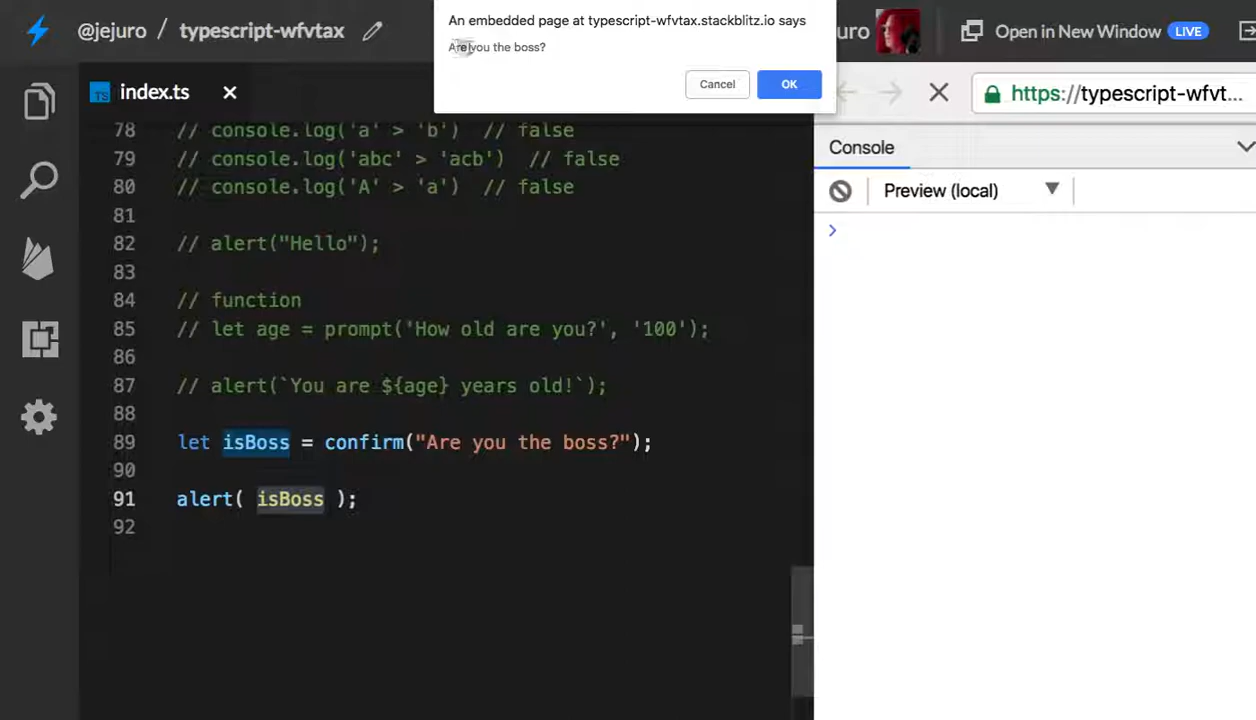 An embedded page at typescript-wfvtax.stackblitz.io says
Are you the boss?
Cancel
OK
@jejuro / typescript-wfvtax
uro
Open in New Window LIVE
TS index.ts
https://typescript-wfvt...
Console
Preview (local)
78 // console.log('a' > 'b') // false
79 // console.log('abc' > 'acb') // false
80 // console.log('A' > 'a') // false
81
82 // alert("Hello");
83
84 // function
85 // let age = prompt('How old are you?', '100');
86
87 // alert(`You are ${age} years old!`);
88
89 let isBoss = confirm("Are you the boss?");
90
91 alert( isBoss );
92